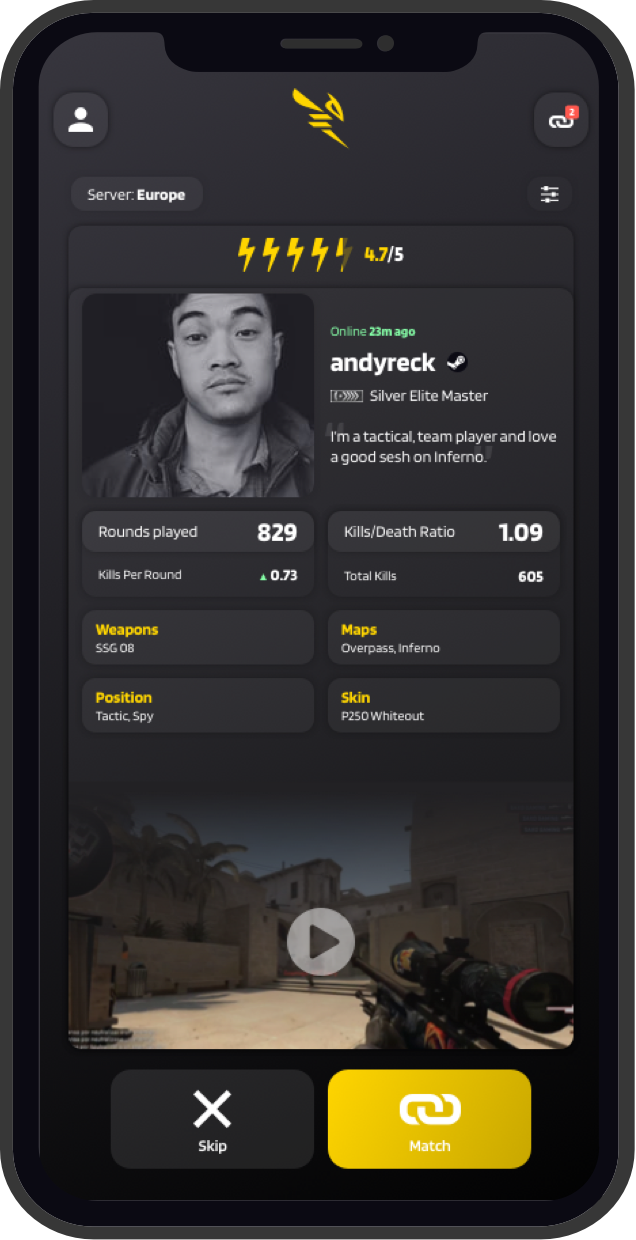 2
Server: Europe
4.7/5
Online 23m ago
andyreck
Silver Elite Master
I'm a tactical, team player and love
a good sesh on Inferno.
Rounds played 829
Kills/Death Ratio 1.09
Kills Per Round ▲ 0.73
Total Kills 605
Weapons
SSG 08
Maps
Overpass, Inferno
Position
Tactic, Spy
Skin
P250 Whiteout
Skip
Match